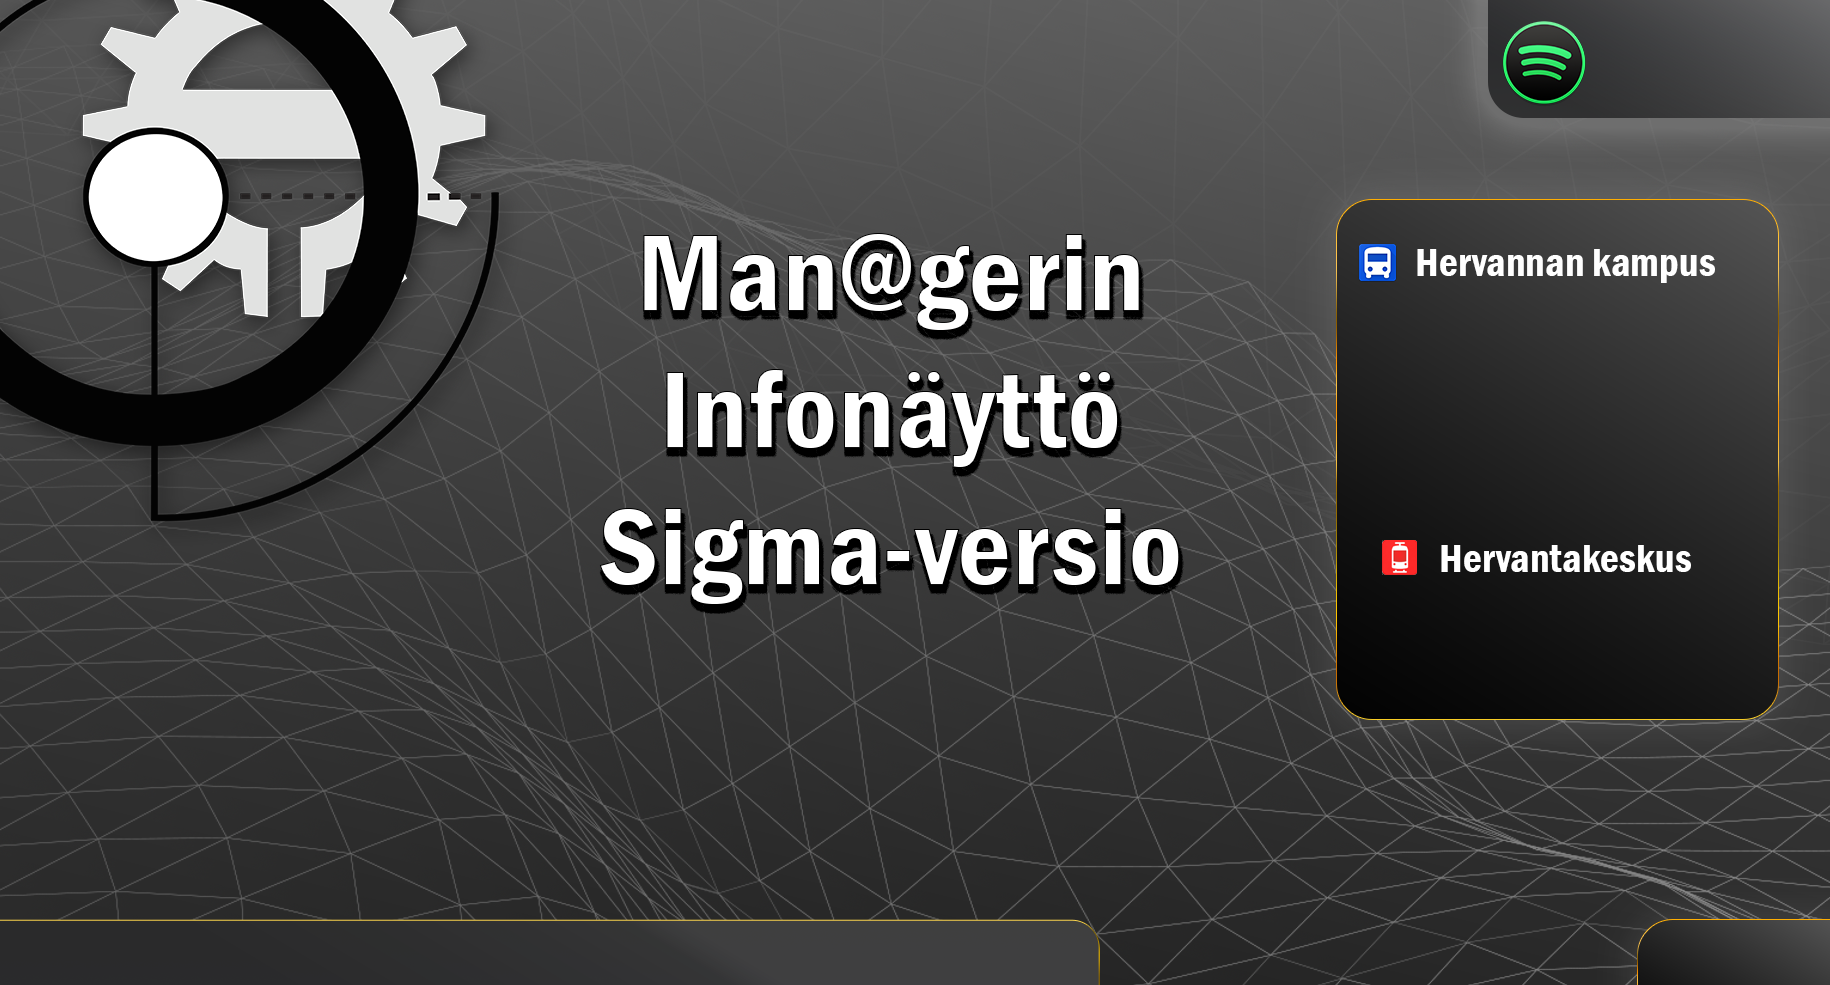 Man@gerin
Infonäyttö
Sigma-versio
Hervannan kampus
Hervantakeskus